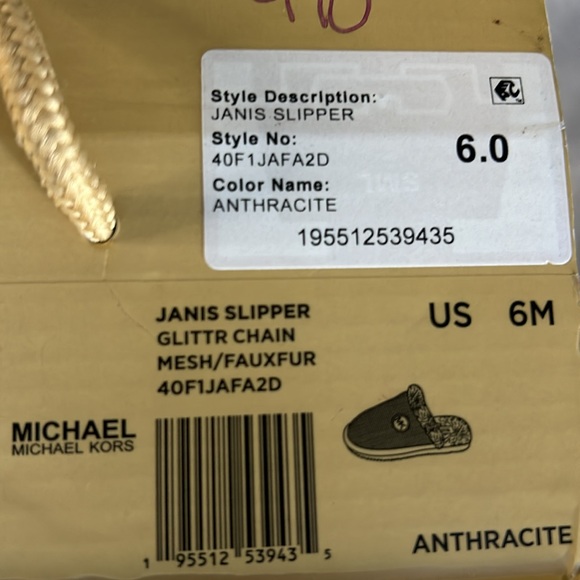 Style Description:
JANIS SLIPPER
Style No:
40F1JAFA2D
6.0
Color Name:
ANTHRACITE
195512539435
JANIS SLIPPER
GLITTR CHAIN
MESH/FAUXFUR
40F1JAFA2D
US 6M
MICHAEL
MICHAEL KORS
1 95512 53943 5
ANTHRACITE